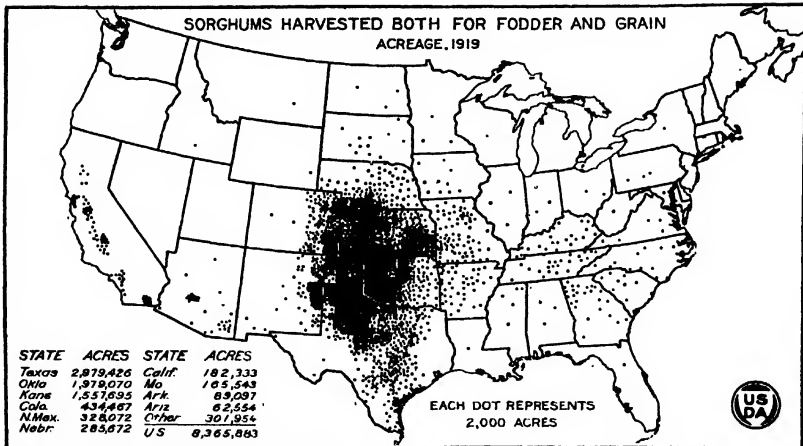 SORGHUMS HARVESTED BOTH FOR FODDER AND GRAIN
ACREAGE, 1919
STATE ACRES STATE ACRES
Texas 2,979,426 Calif. 182,333
Okla 1,979,070 Mo 165,543
Kans 1,557,695 Ark. 89,097
Colo. 434,467 Ariz 62,554
N.Mex. 328,072 Other 301,954
Nebr. 285,672 US 8,365,883
EACH DOT REPRESENTS
2,000 ACRES
US
DA